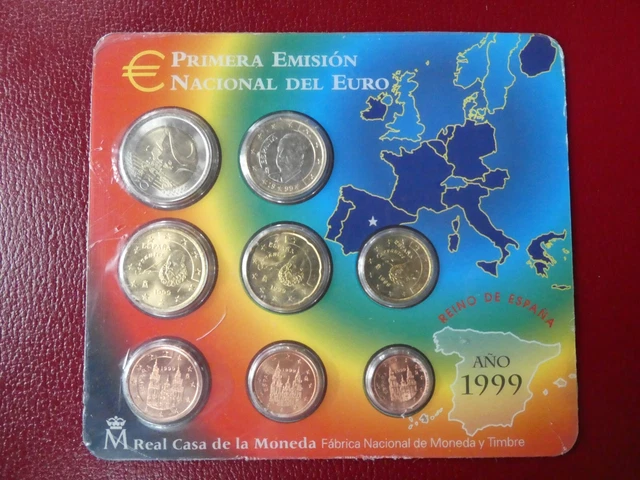 € PRIMERA EMISIÓN
NACIONAL DEL EURO
REINO DE ESPAÑA
AÑO
1999
M Real Casa de la Moneda Fábrica Nacional de Moneda y Timbre